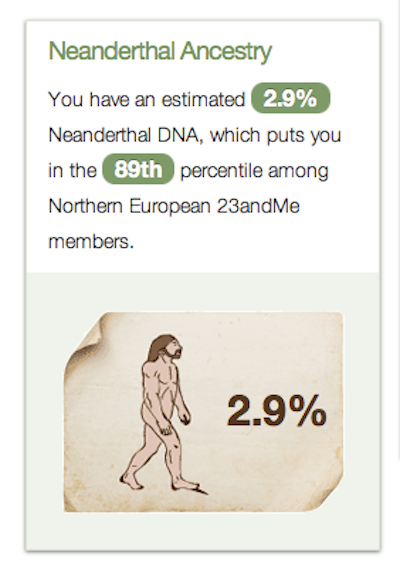 Neanderthal Ancestry
You have an estimated 2.9%
Neanderthal DNA, which puts you
in the 89th percentile among
Northern European 23andMe
members.
2.9%